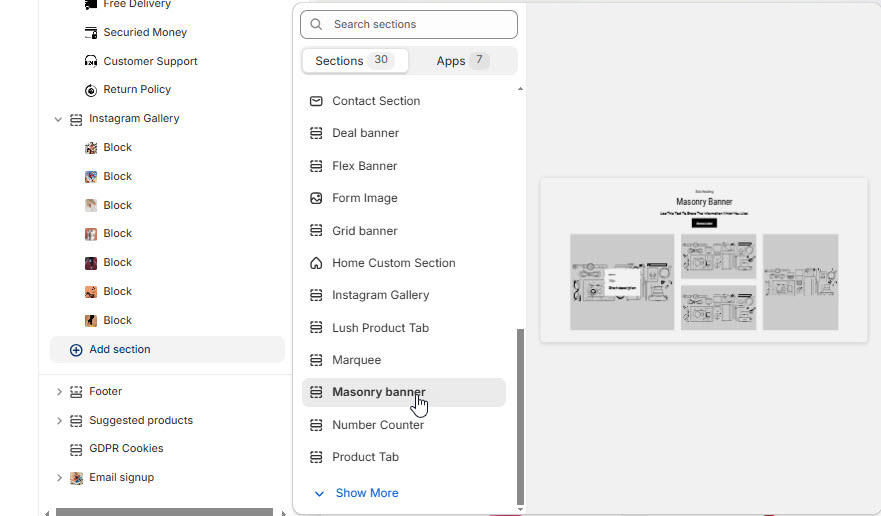 Free Delivery
Securied Money
Customer Support
Return Policy
Instagram Gallery
Block
Block
Block
Block
Block
Block
Block
Add section
Footer
Suggested products
GDPR Cookies
Email signup
Search sections
Sections 30
Apps 7
Contact Section
Deal banner
Flex Banner
Form Image
Grid banner
Home Custom Section
Instagram Gallery
Lush Product Tab
Marquee
Masonry banner
Number Counter
Product Tab
Show More
Sub Heading
Masonry Banner
Use This Text To Share The Information Which You Like!
Short description